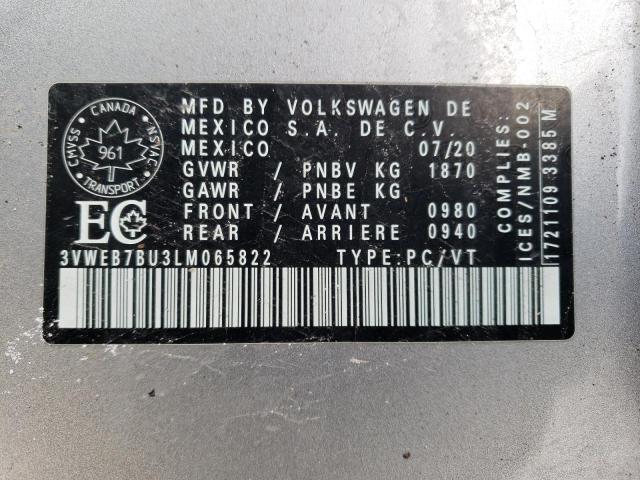 CANADA
CMVSS
NSVAC
961
TRANSPORT
EC
MFD BY VOLKSWAGEN DE
MEXICO S.A. DE C.V.
MEXICO 07/20
GVWR / PNBV KG 1870
GAWR / PNBE KG
FRONT / AVANT 0980
REAR / ARRIERE 0940
3VWEB7BU3LM065822 TYPE:PC/VT
COMPLIES:
ICES/NMB-002
1721109 3385 M